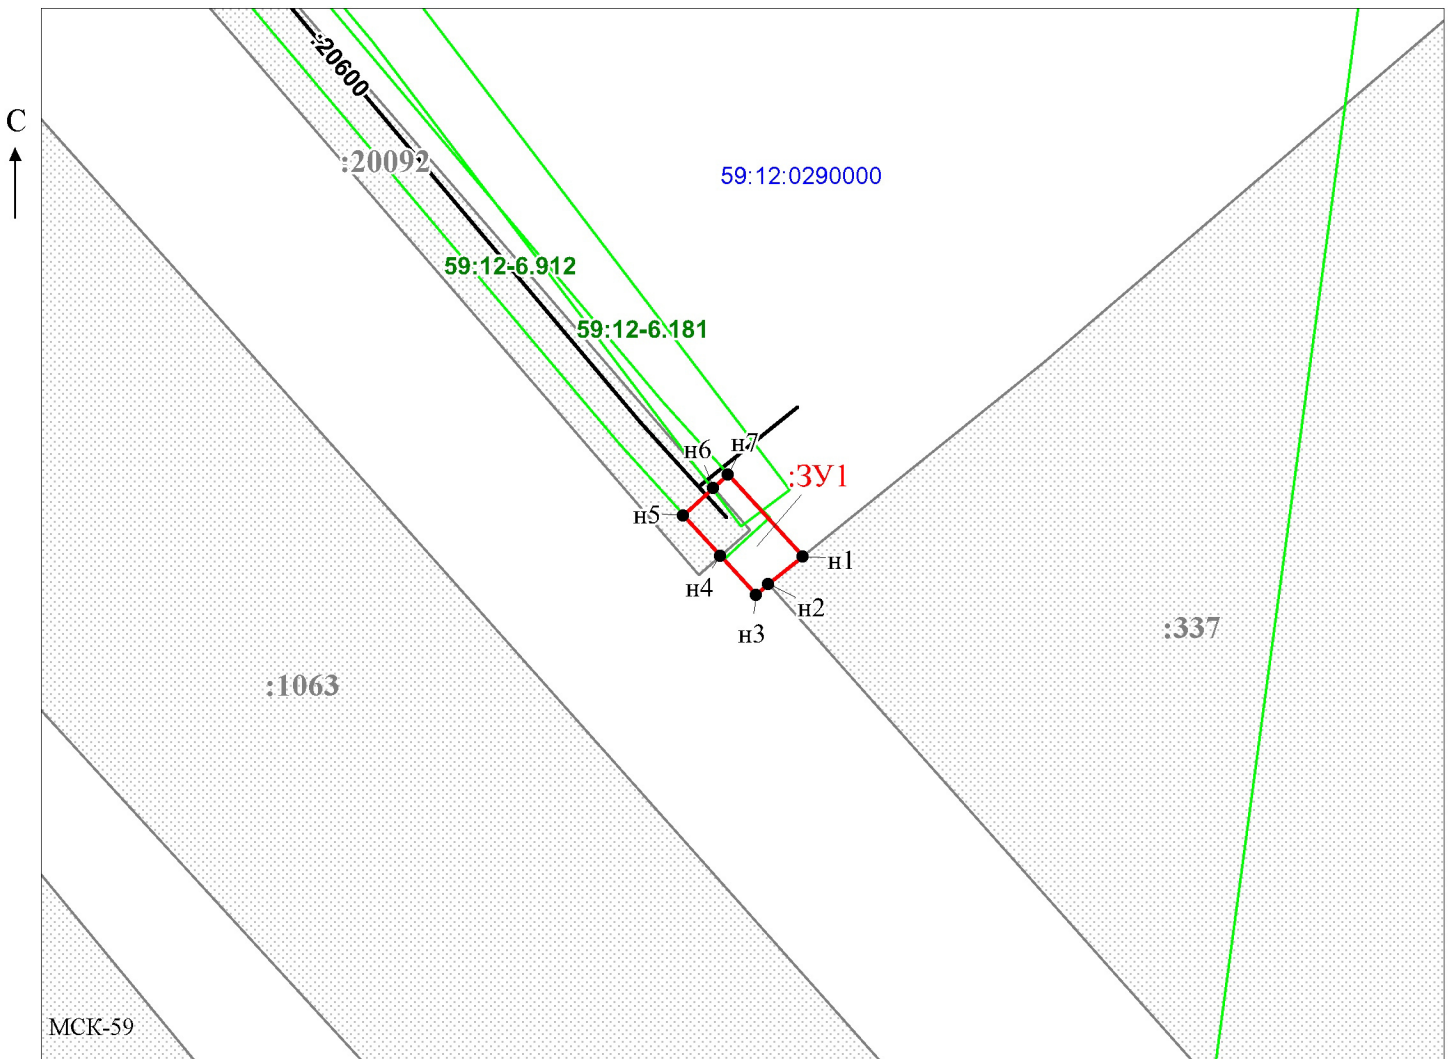 :20600
С
:20092
59:12:0290000
59:12-6.912
59:12-6.181
н7
н6
:ЗУ1
н5
н1
н4
н2
н3
:337
:1063
МСК-59